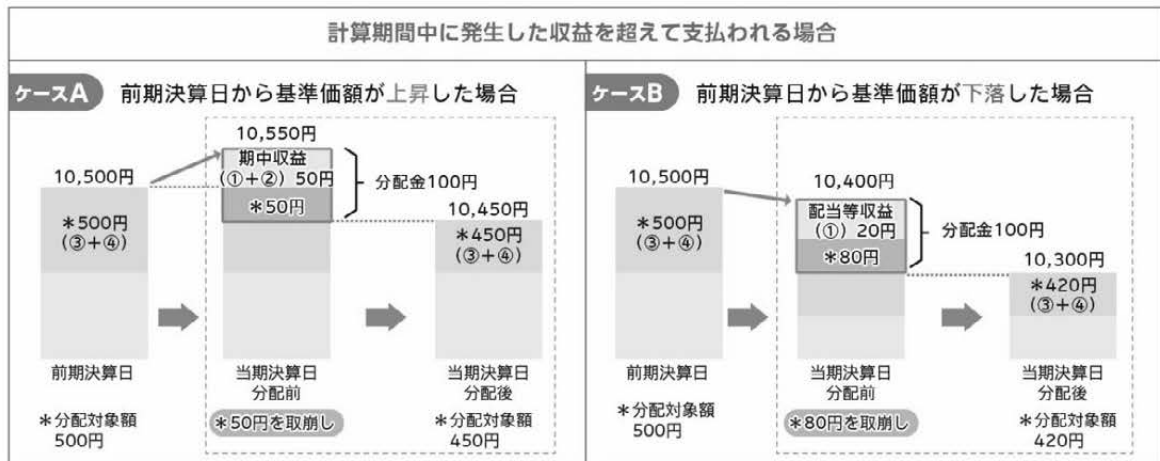 計算期間中に発生した収益を超えて支払われる場合
ケースA 前期決算日から基準価額が上昇した場合
10,550円
期中収益
(①+②) 50円
*50円
10,500円
*500円
(③+④)
分配金100円
10,450円
*450円
(③+④)
前期決算日
当期決算日
分配前
当期決算日
分配後
*分配対象額
500円
*50円を取崩し
*分配対象額
450円
ケースB 前期決算日から基準価額が下落した場合
10,500円
*500円
(③+④)
10,400円
配当等収益
(①) 20円
*80円
分配金100円
10,300円
*420円
(③+④)
前期決算日
当期決算日
分配前
当期決算日
分配後
*分配対象額
500円
*80円を取崩し
*分配対象額
420円